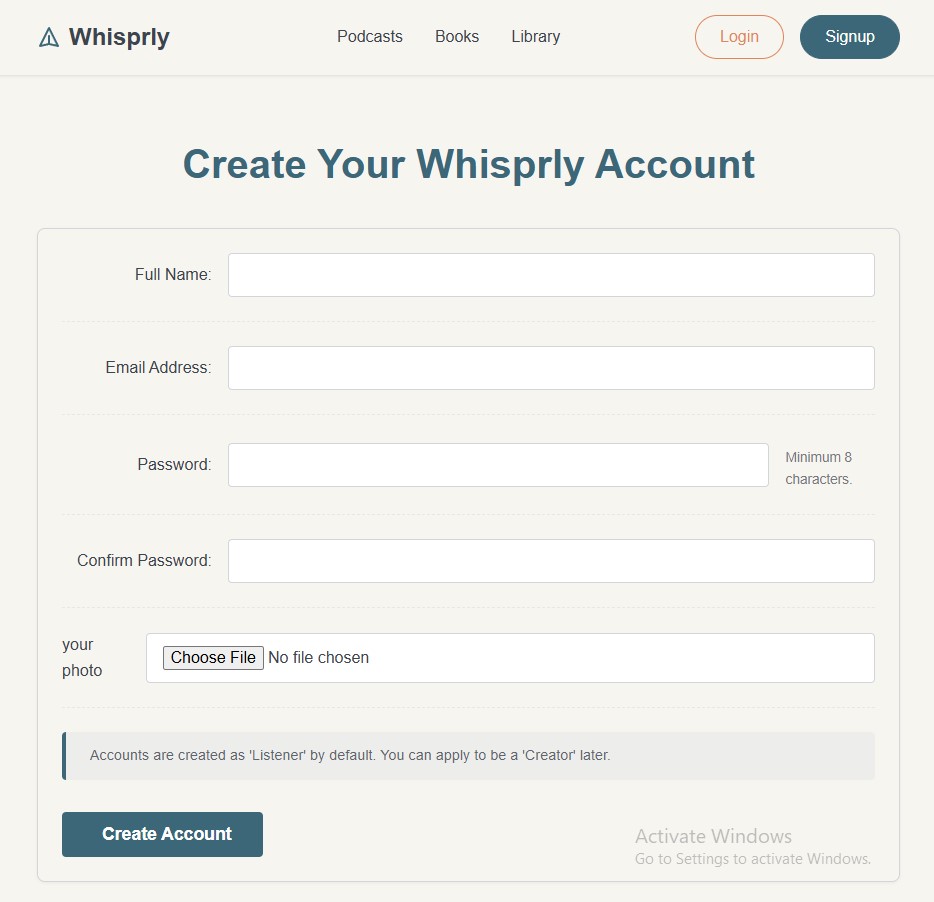 Whisprly
Podcasts Books Library
Login Signup
Create Your Whisprly Account
Full Name:
Email Address:
Password:
Minimum 8
characters.
Confirm Password:
your
photo
Choose File No file chosen
Accounts are created as 'Listener' by default. You can apply to be a 'Creator' later.
Create Account
Activate Windows
Go to Settings to activate Windows.